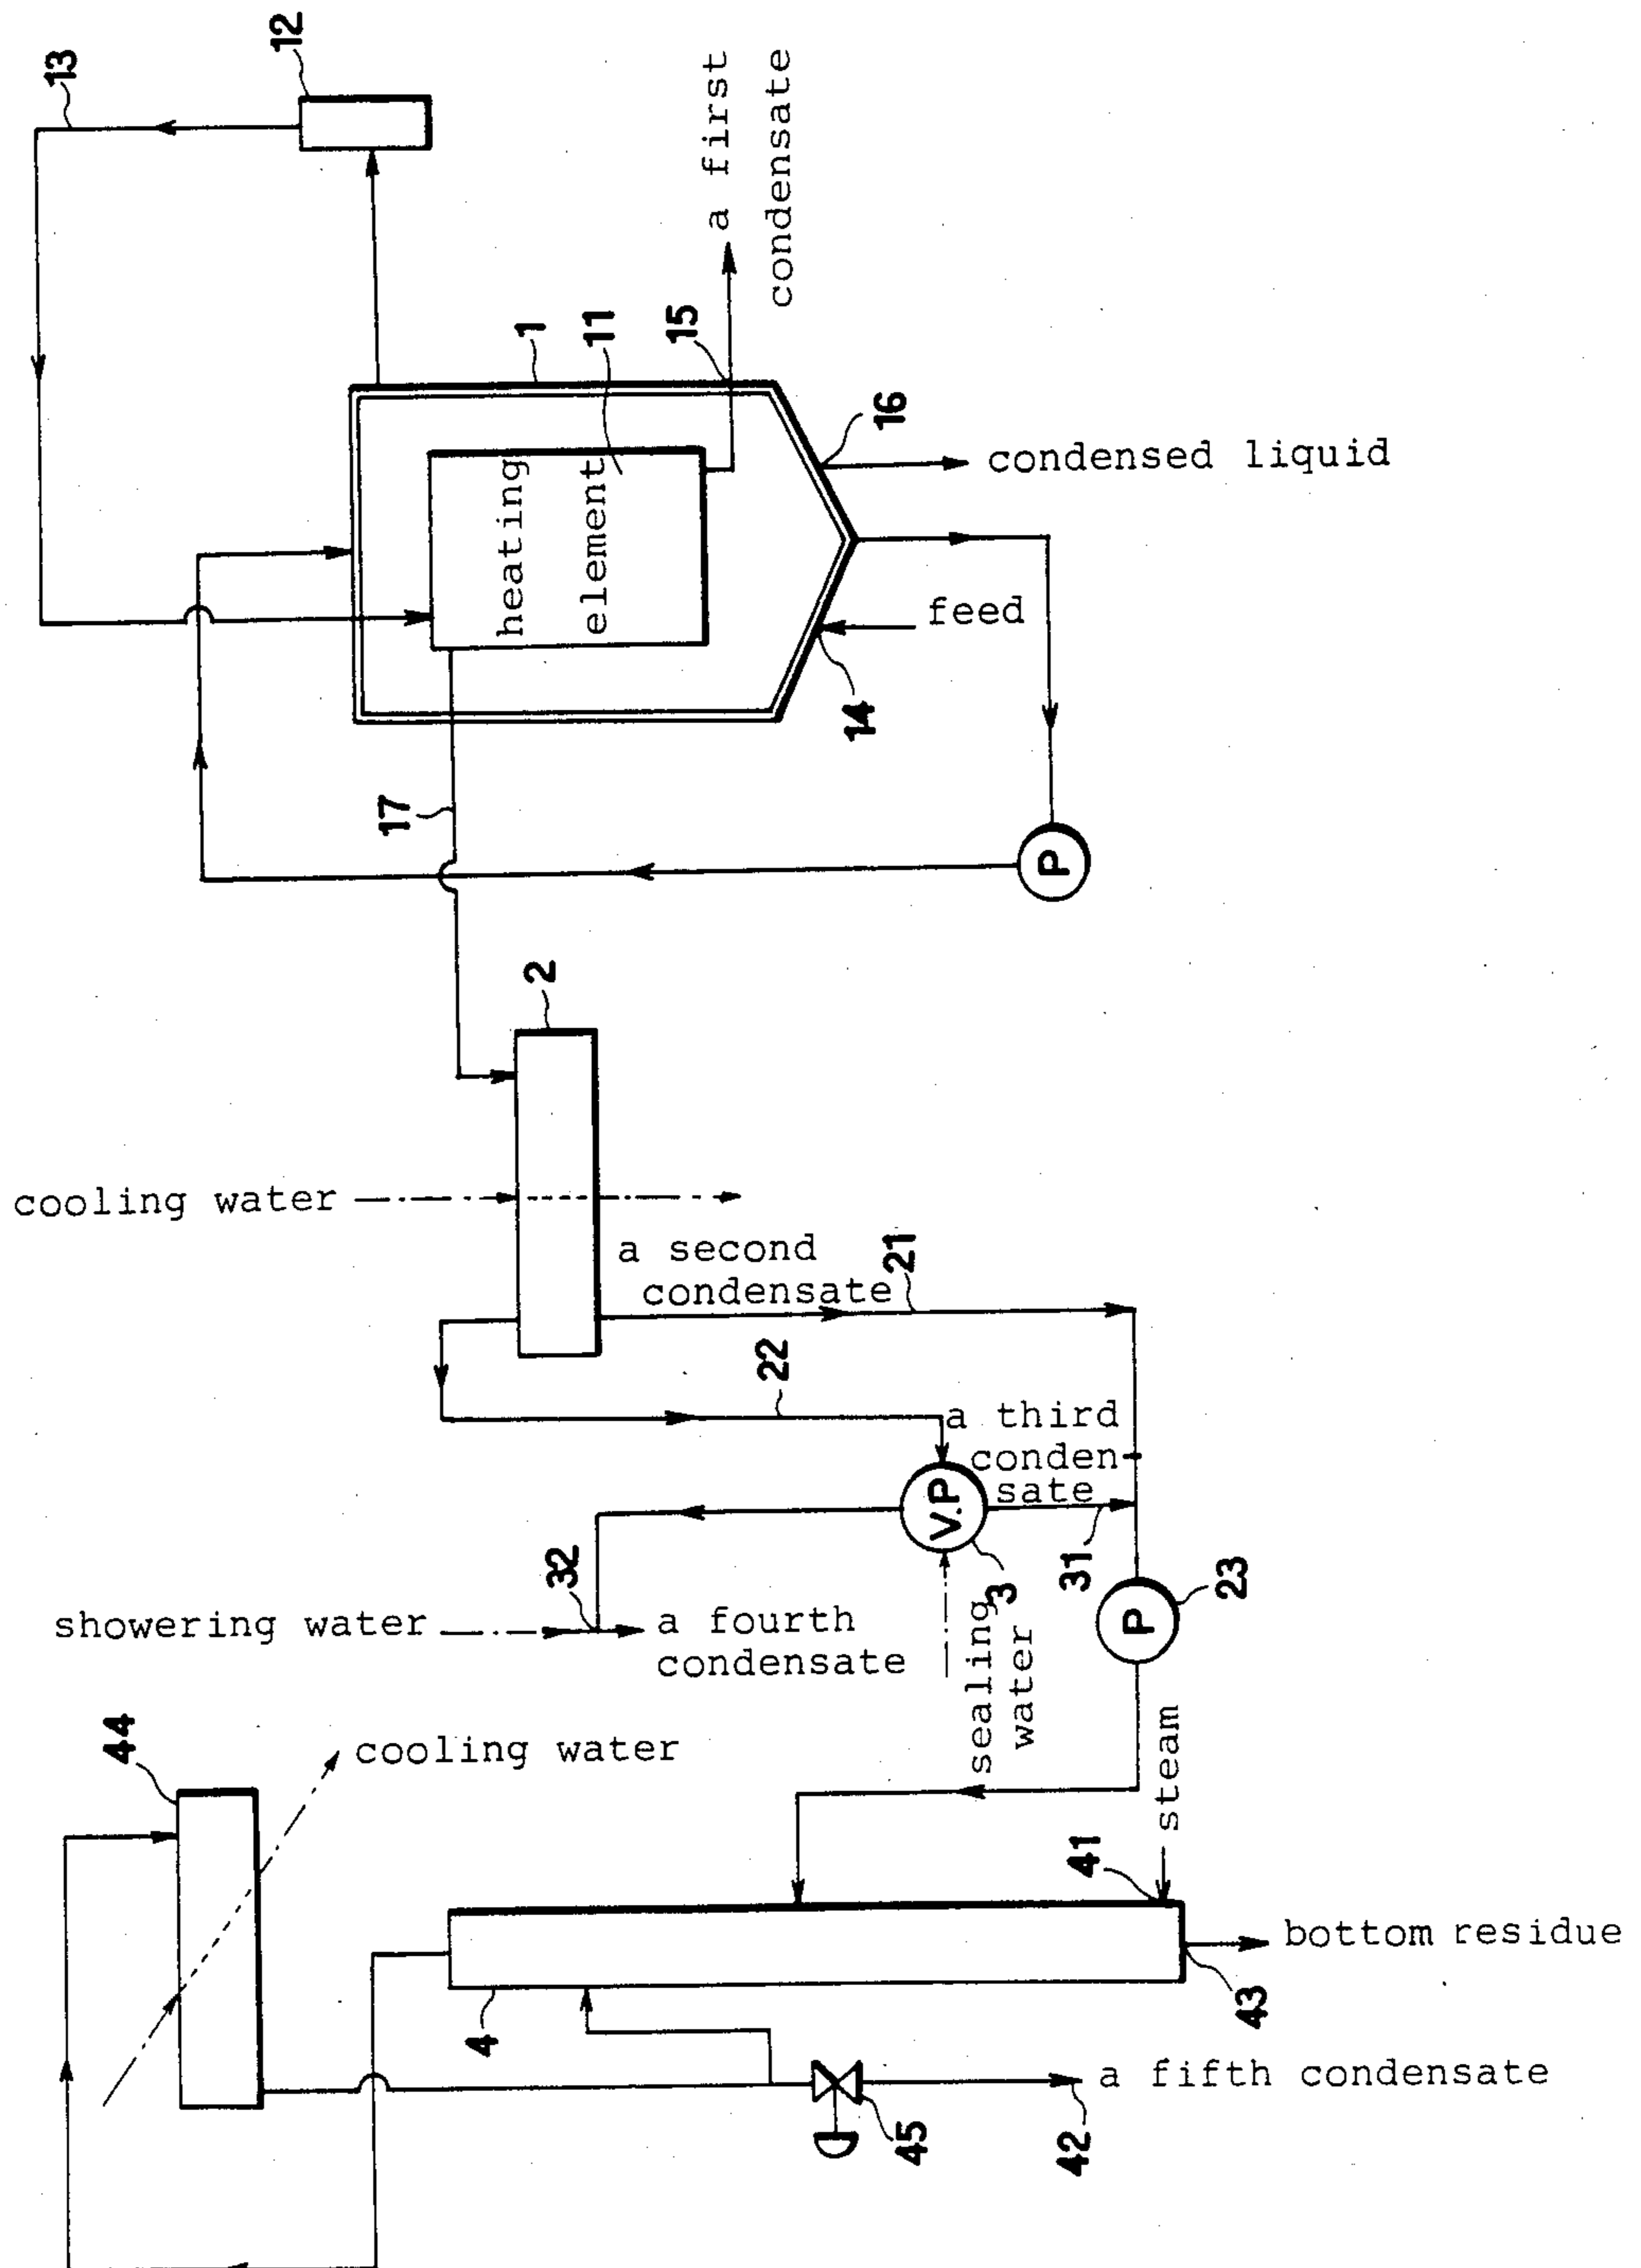 12
13
a first
condensate
1
11
15
heating
element
16
condensed liquid
feed
14
17
P
2
cooling water
a second
condensate
21
22
a third
conden-
sate
V.P
32
31
3
23
showering water
a fourth
condensate
P
sealing
water
44
cooling water
steam
41
bottom residue
4
43
a fifth condensate
45
42